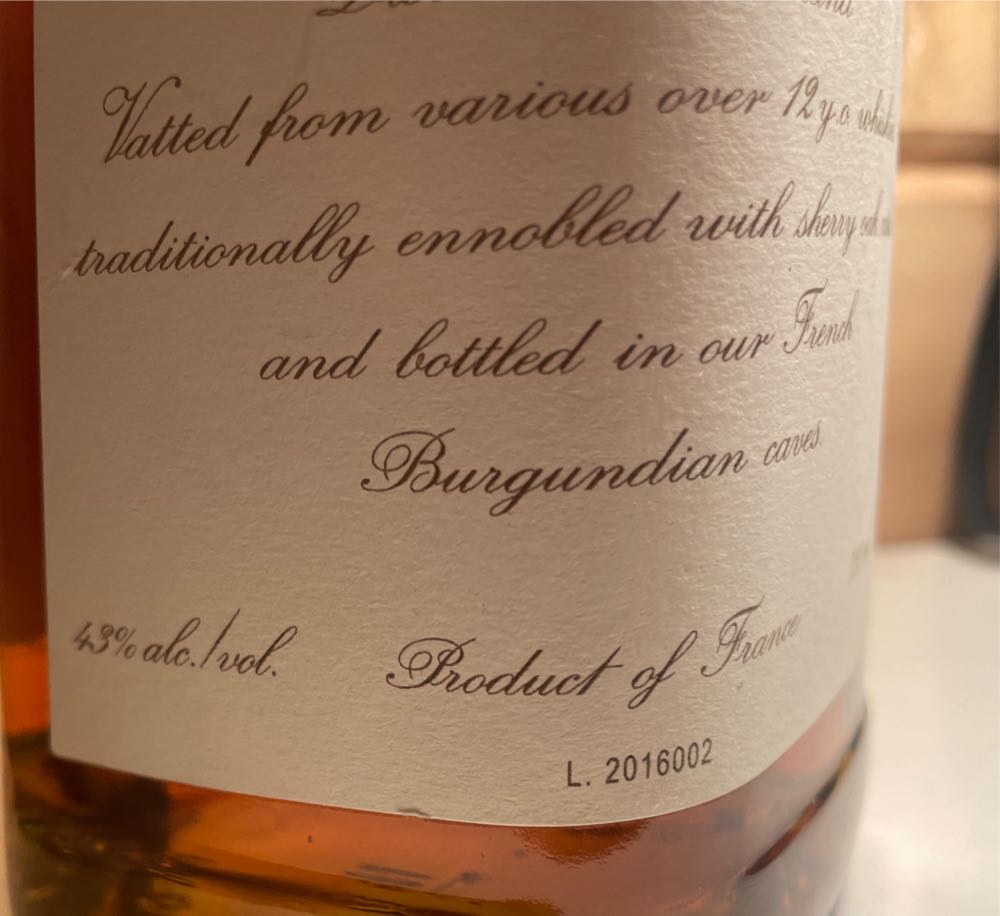 Vatted from various over 12 y.o
traditionally ennobled with sherry oak
and bottled in our French
Burgundian caves.
43% alc./vol.
Product of France
L. 2016002